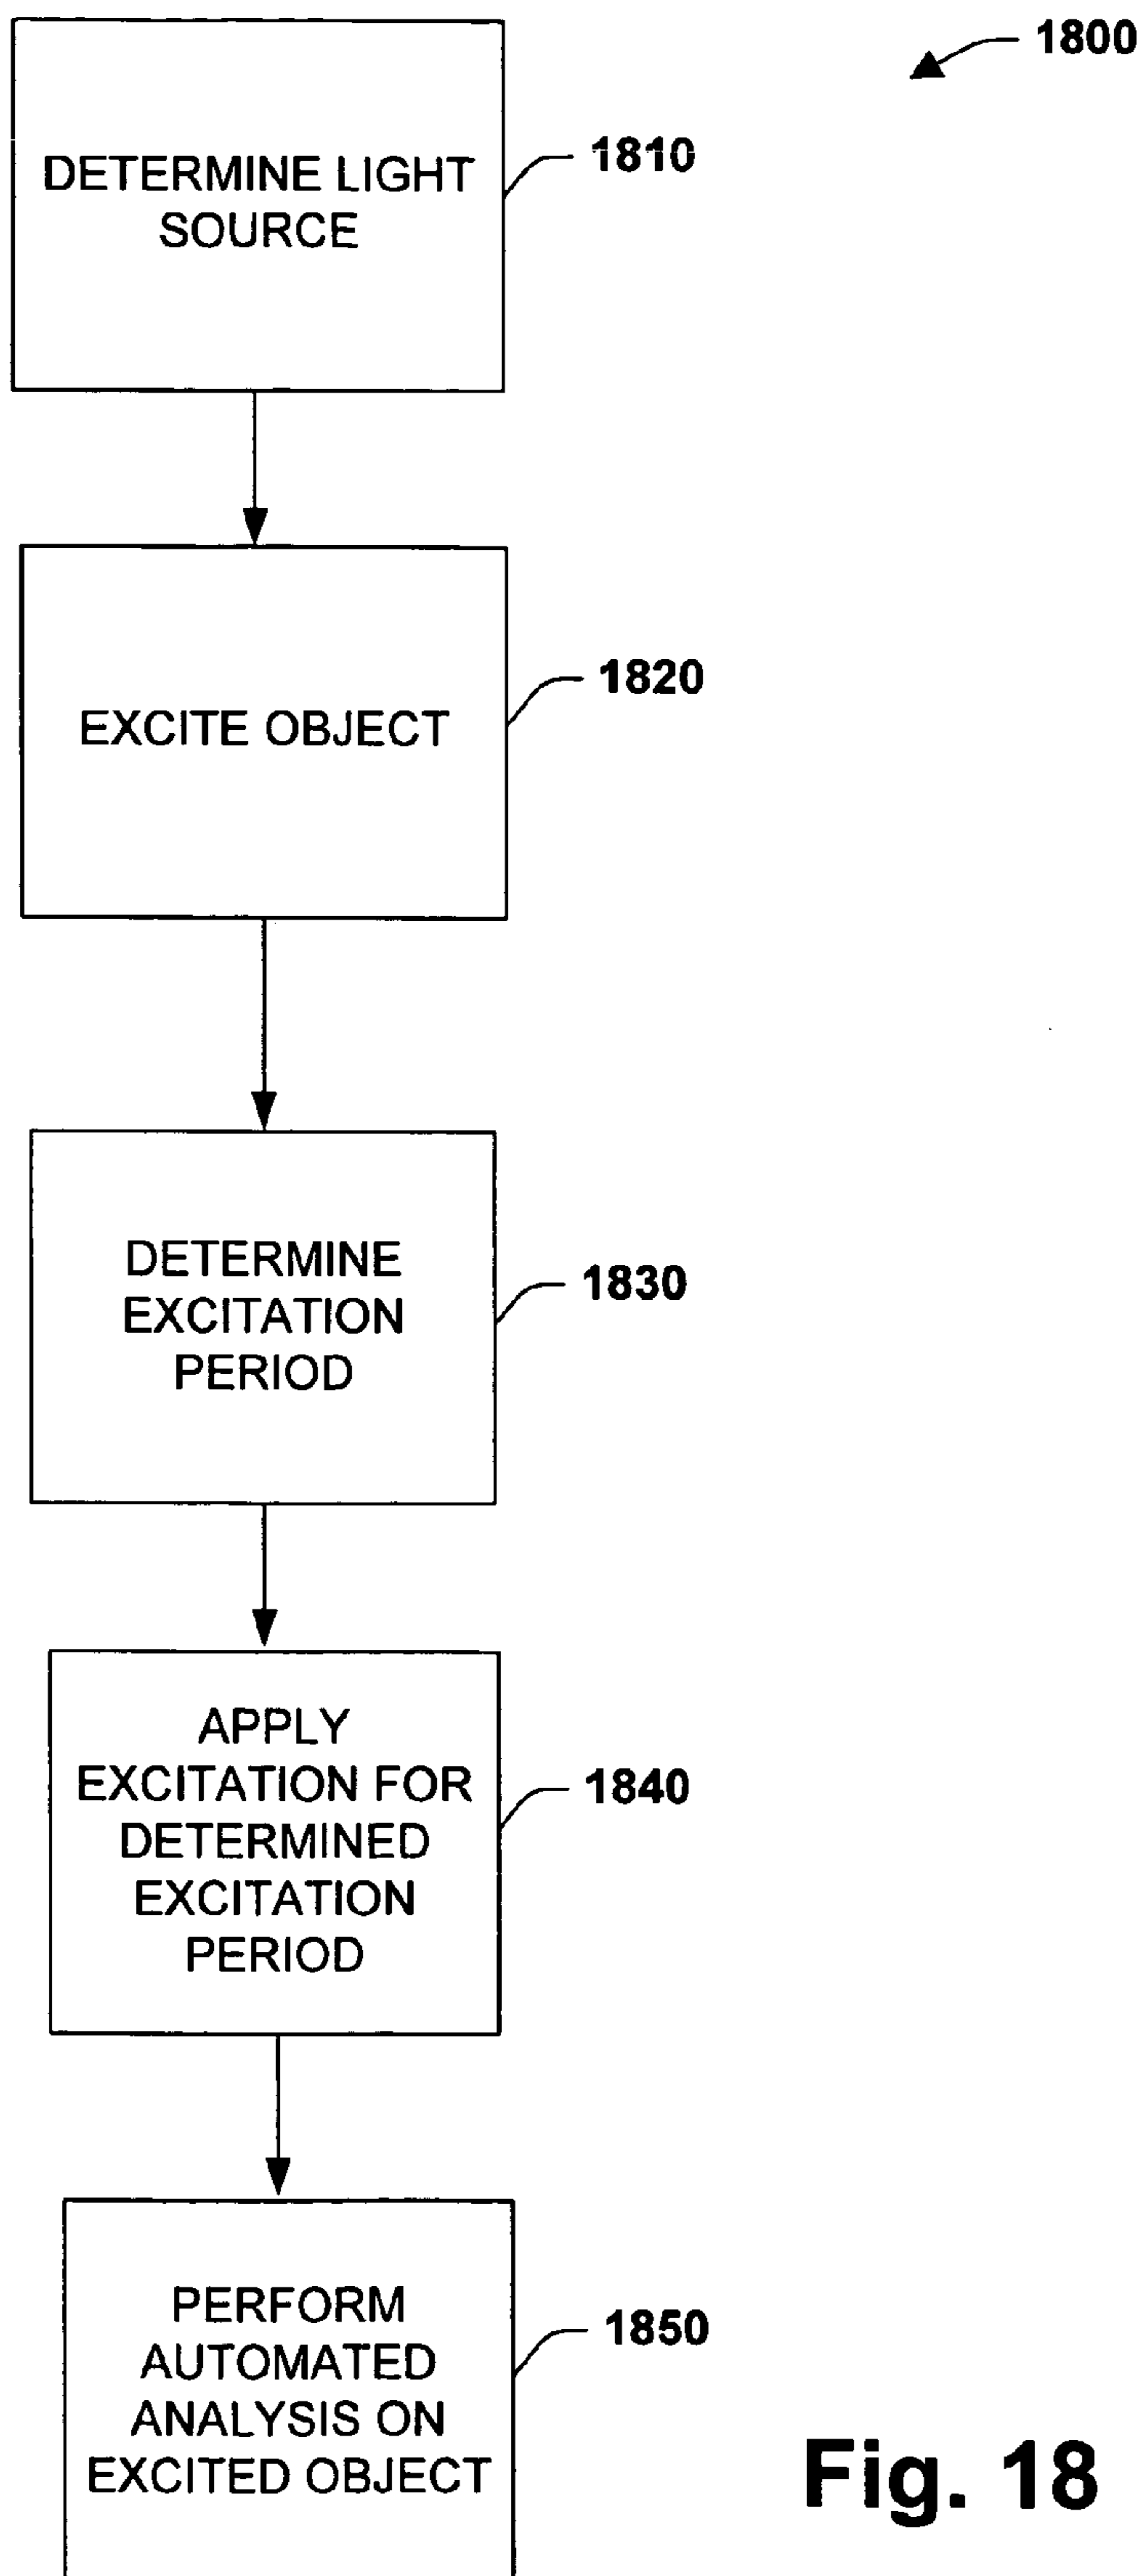 1800
DETERMINE LIGHT
SOURCE
1810
EXCITE OBJECT
1820
DETERMINE
EXCITATION
PERIOD
1830
APPLY
EXCITATION FOR
DETERMINED
EXCITATION
PERIOD
1840
PERFORM
AUTOMATED
ANALYSIS ON
EXCITED OBJECT
1850
Fig. 18